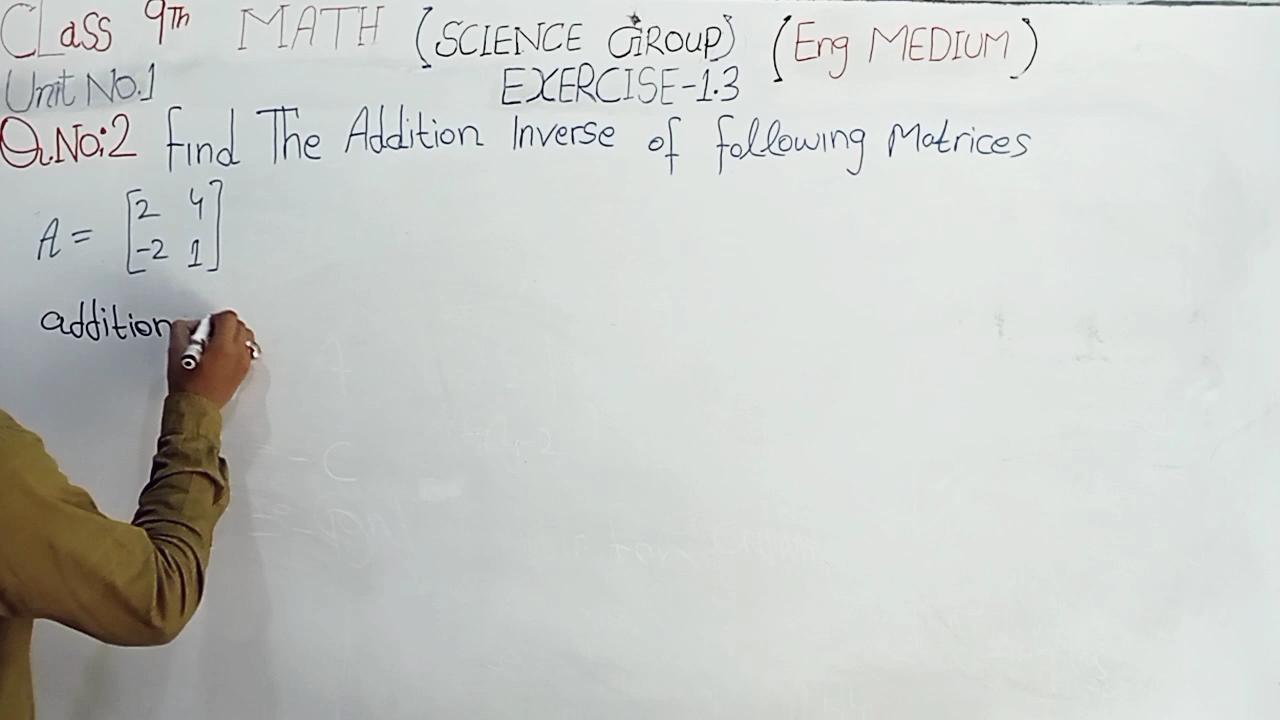 CLass 9Th MATH (SCIENCE GROUP) (Eng MEDIUM)
Unit No.1 EXERCISE-1.3
Q.No:2 Find The Addition Inverse of following Matrices
A = [2 4
-2 1]
addition